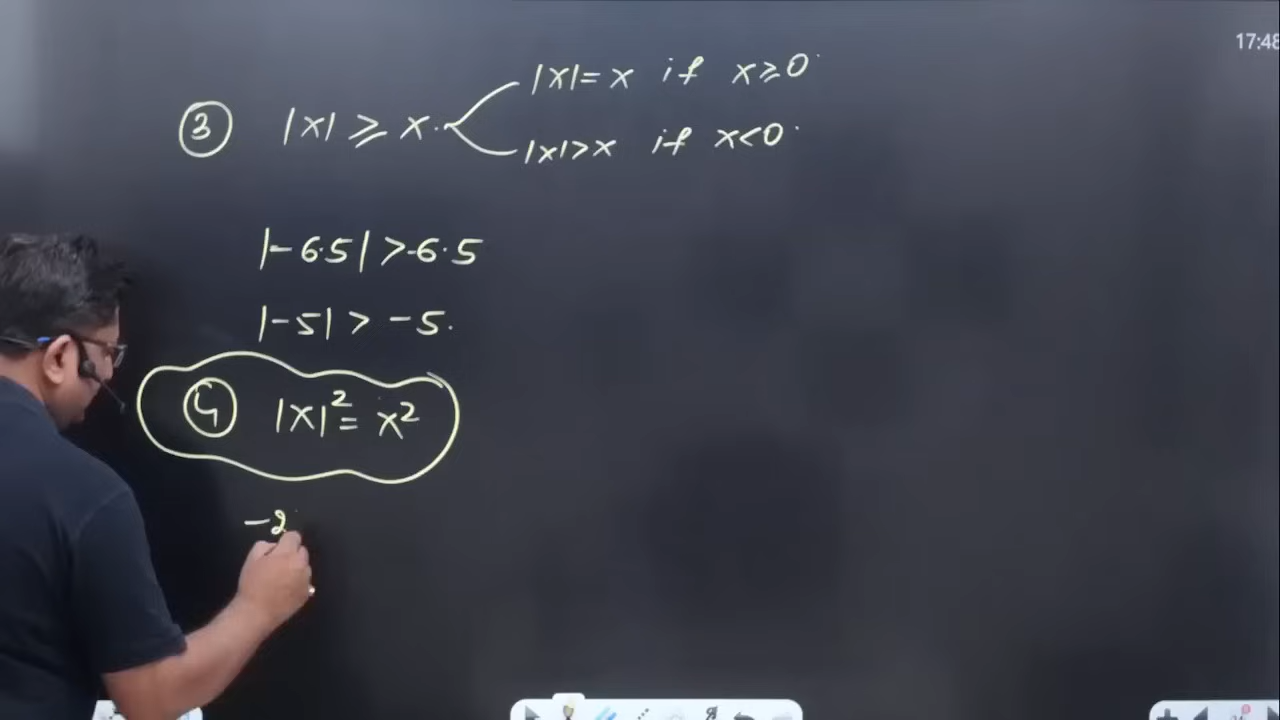 17:48
③ |x| ⩾ x. |x| = x if x⩾0
|x|>x if x<0
|-6.5| >-6.5
|-5| > -5.
④ |x|² = x²
-2